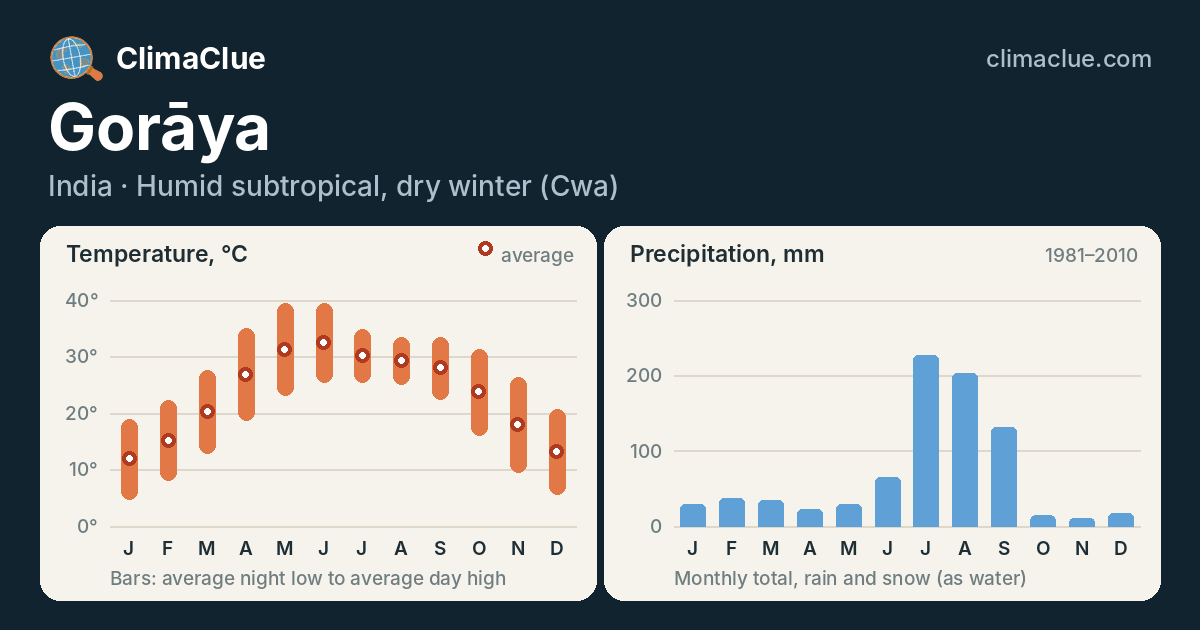 ClimaClue
climaclue.com
Gorāya
India · Humid subtropical, dry winter (Cwa)
Temperature, °C
average
40°
30°
20°
10°
0°
J F M A M J J A S O N D
Bars: average night low to average day high
Precipitation, mm
1981–2010
300
200
100
0
J F M A M J J A S O N D
Monthly total, rain and snow (as water)